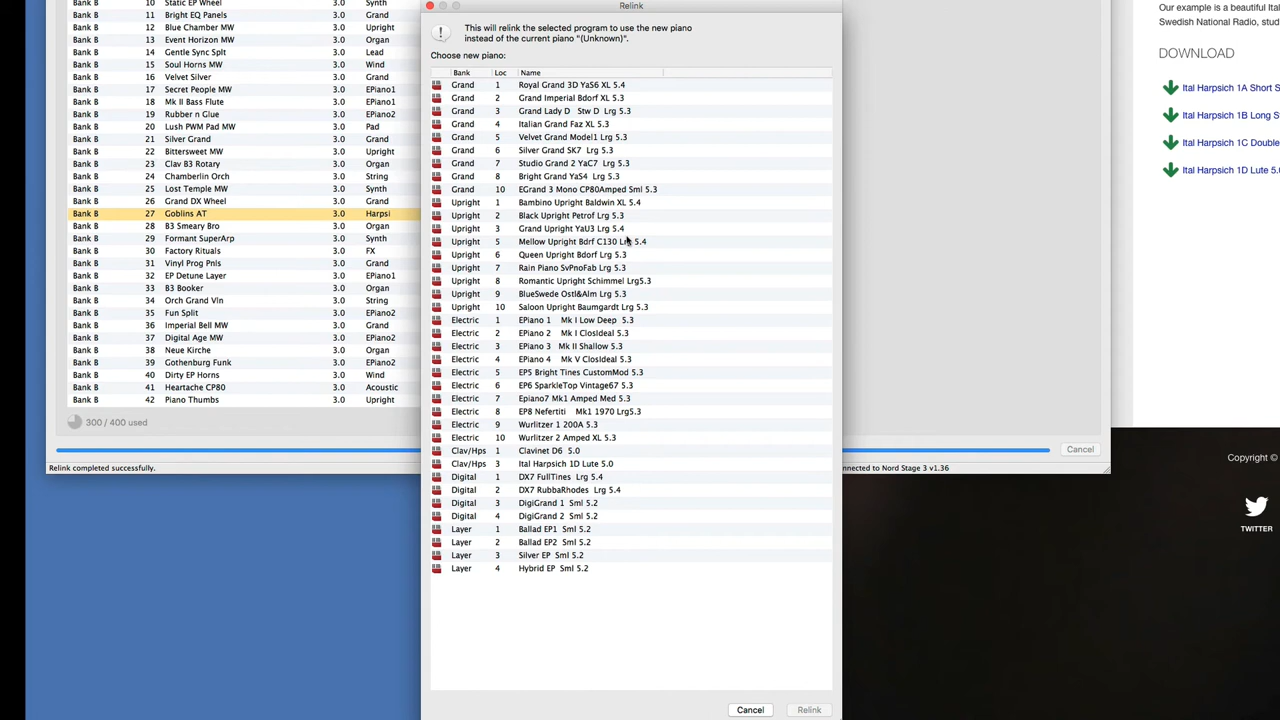 Relink
This will relink the selected program to use the new piano
instead of the current piano "(Unknown)".
Choose new piano:
Bank Loc Name
Grand 1 Royal Grand 3D YaS6 XL 5.4
Grand 2 Grand Imperial Bdorf XL 5.3
Grand 3 Grand Lady D Stw D Lrg 5.3
Grand 4 Italian Grand Faz XL 5.3
Grand 5 Velvet Grand Model1 Lrg 5.3
Grand 6 Silver Grand SK7 Lrg 5.3
Grand 7 Studio Grand 2 YaC7 Lrg 5.3
Grand 8 Bright Grand YaS4 Lrg 5.3
Grand 10 EGrand 3 Mono CP80Amped Sml 5.3
Upright 1 Bambino Upright Baldwin XL 5.4
Upright 2 Black Upright Petrof Lrg 5.3
Upright 3 Grand Upright YaU3 Lrg 5.4
Upright 5 Mellow Upright Bdrf C130 Lrg 5.4
Upright 6 Queen Upright Bdorf Lrg 5.3
Upright 7 Rain Piano SvPnoFab Lrg 5.3
Upright 8 Romantic Upright Schimmel Lrg5.3
Upright 9 BlueSwede Ostl&Alm Lrg 5.3
Upright 10 Saloon Upright Baumgardt Lrg 5.3
Electric 1 EPiano 1 Mk I Low Deep 5.3
Electric 2 EPiano 2 Mk I ClosIdeal 5.3
Electric 3 EPiano 3 Mk II Shallow 5.3
Electric 4 EPiano 4 Mk V ClosIdeal 5.3
Electric 5 EP5 Bright Tines CustomMod 5.3
Electric 6 EP6 SparkleTop Vintage67 5.3
Electric 7 Epiano7 Mk1 Amped Med 5.3
Electric 8 EP8 Nefertiti Mk1 1970 Lrg5.3
Electric 9 Wurlitzer 1 200A 5.3
Electric 10 Wurlitzer 2 Amped XL 5.3
Clav/Hps 1 Clavinet D6 5.0
Clav/Hps 3 Ital Harpsich 1D Lute 5.0
Digital 1 DX7 FullTines Lrg 5.4
Digital 2 DX7 RubbaRhodes Lrg 5.4
Digital 3 DigiGrand 1 Sml 5.2
Digital 4 DigiGrand 2 Sml 5.2
Layer 1 Ballad EP1 Sml 5.2
Layer 2 Ballad EP2 Sml 5.2
Layer 3 Silver EP Sml 5.2
Layer 4 Hybrid EP Sml 5.2
Cancel Relink
Bank B 10 Static EP Wheel 3.0 Synth
Bank B 11 Bright EQ Panels 3.0 Grand
Bank B 12 Blue Chamber MW 3.0 Upright
Bank B 13 Event Horizon MW 3.0 Organ
Bank B 14 Gentle Sync Splt 3.0 Lead
Bank B 15 Soul Horns MW 3.0 Wind
Bank B 16 Velvet Silver 3.0 Grand
Bank B 17 Secret People MW 3.0 EPiano1
Bank B 18 Mk II Bass Flute 3.0 EPiano2
Bank B 19 Rubber n Glue 3.0 EPiano2
Bank B 20 Lush PWM Pad MW 3.0 Pad
Bank B 21 Silver Grand 3.0 Grand
Bank B 22 Bittersweet MW 3.0 Upright
Bank B 23 Clav B3 Rotary 3.0 Organ
Bank B 24 Chamberlin Orch 3.0 String
Bank B 25 Lost Temple MW 3.0 Synth
Bank B 26 Grand DX Wheel 3.0 Grand
Bank B 27 Goblins AT 3.0 Harpsi
Bank B 28 B3 Smeary Bro 3.0 Organ
Bank B 29 Formant SuperArp 3.0 Synth
Bank B 30 Factory Rituals 3.0 FX
Bank B 31 Vinyl Prog Pnls 3.0 Grand
Bank B 32 EP Detune Layer 3.0 EPiano1
Bank B 33 B3 Booker 3.0 Organ
Bank B 34 Orch Grand Vln 3.0 String
Bank B 35 Fun Split 3.0 EPiano2
Bank B 36 Imperial Bell MW 3.0 Grand
Bank B 37 Digital Age MW 3.0 EPiano2
Bank B 38 Neue Kirche 3.0 Organ
Bank B 39 Gothenburg Funk 3.0 EPiano2
Bank B 40 Dirty EP Horns 3.0 Wind
Bank B 41 Heartache CP80 3.0 Acoustic
Bank B 42 Piano Thumbs 3.0 Upright
300 / 400 used
Cancel
Relink completed successfully.
nnected to Nord Stage 3 v1.36
Our example is a beautiful Ital
Swedish National Radio, stud
DOWNLOAD
Ital Harpsich 1A Short S
Ital Harpsich 1B Long S
Ital Harpsich 1C Double
Ital Harpsich 1D Lute 5.0
Copyright ©
TWITTER